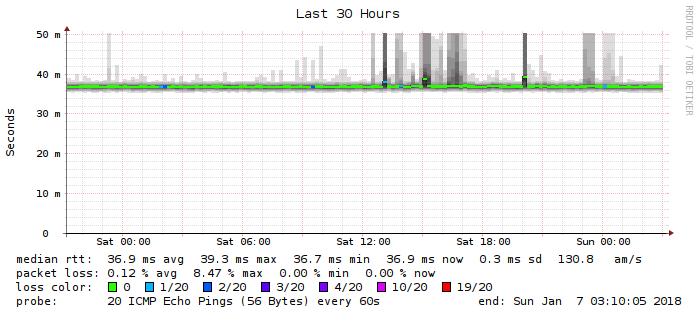 Last 30 Hours
RRDTOOL / TOBI OETIKER
Seconds
50 m
40 m
30 m
20 m
10 m
0
Sat 00:00 Sat 06:00 Sat 12:00 Sat 18:00 Sun 00:00
median rtt: 36.9 ms avg 39.3 ms max 36.7 ms min 36.9 ms now 0.3 ms sd 130.8 am/s
packet loss: 0.12 % avg 8.47 % max 0.00 % min 0.00 % now
loss color: 0 1/20 2/20 3/20 4/20 10/20 19/20
probe: 20 ICMP Echo Pings (56 Bytes) every 60s end: Sun Jan 7 03:10:05 2018